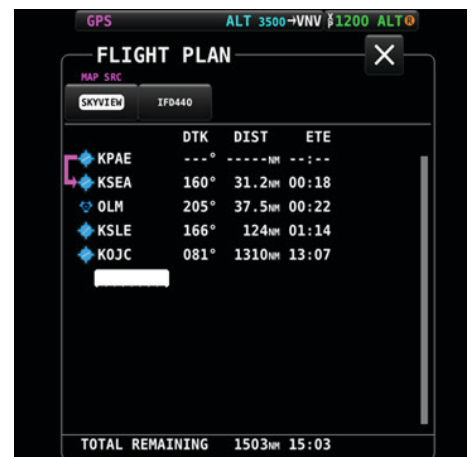 GPS ALT 3500→VNV 1200 ALT R
FLIGHT PLAN X
MAP SRC
SKYVIEW IFD440
DTK DIST ETE
KPAE ---° -----NM --:--
KSEA 160° 31.2NM 00:18
OLM 205° 37.5NM 00:22
KSLE 166° 124NM 01:14
KOJC 081° 1310NM 13:07
TOTAL REMAINING 1503NM 15:03